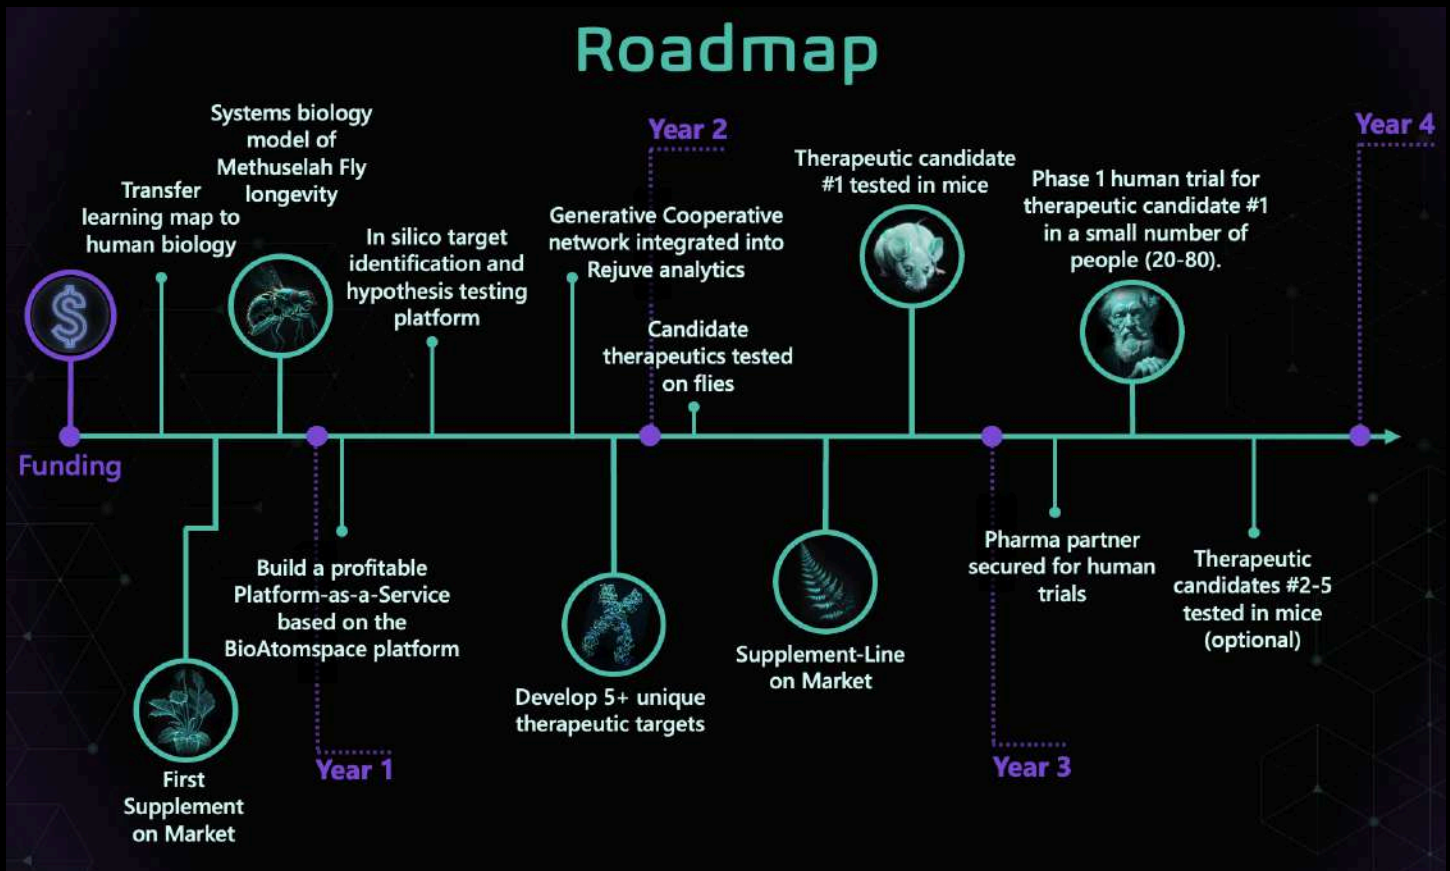 Roadmap
Funding
Transfer
learning map to
human biology
First
Supplement
on Market
Systems biology
model of
Methuselah Fly
longevity
Year 1
Build a profitable
Platform-as-a-Service
based on the
BioAtomspace platform
In silico target
identification and
hypothesis testing
platform
Generative Cooperative
network integrated into
Rejuve analytics
Develop 5+ unique
therapeutic targets
Year 2
Candidate
therapeutics tested
on flies
Supplement-Line
on Market
Therapeutic candidate
#1 tested in mice
Year 3
Pharma partner
secured for human
trials
Phase 1 human trial for
therapeutic candidate #1
in a small number of
people (20-80).
Therapeutic
candidates #2-5
tested in mice
(optional)
Year 4